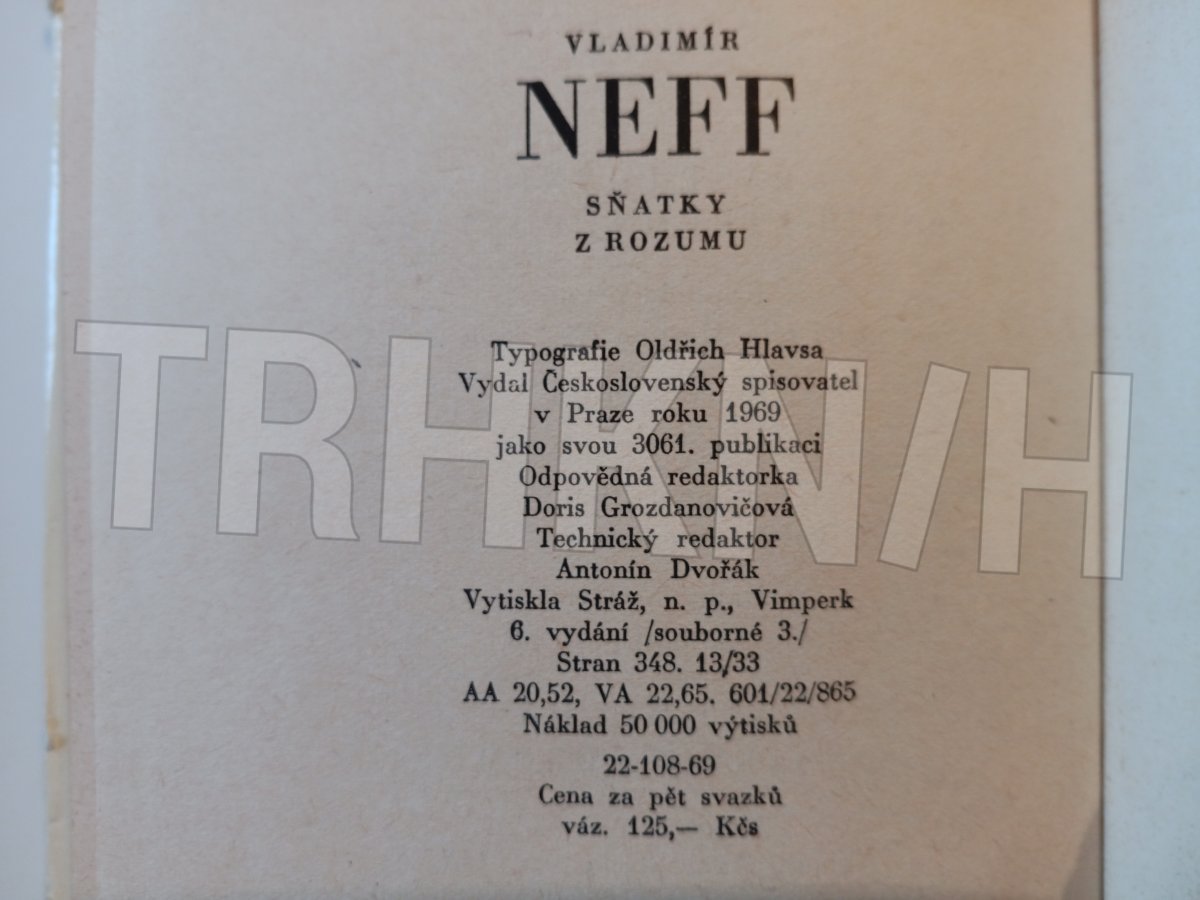 VLADIMÍR
NEFF
SŇATKY
Z ROZUMU
Typografie Oldřich Hlavsa
Vydal Československý spisovatel
v Praze roku 1969
jako svou 3061. publikaci
Odpovědná redaktorka
Doris Grozdanovičová
Technický redaktor
Antonín Dvořák
Vytiskla Stráž, n. p., Vimperk
6. vydání /souborné 3./
Stran 348. 13/33
AA 20,52, VA 22,65. 601/22/865
Náklad 50 000 výtisků
22-108-69
Cena za pět svazků
váz. 125,— Kčs
TRHKN/H